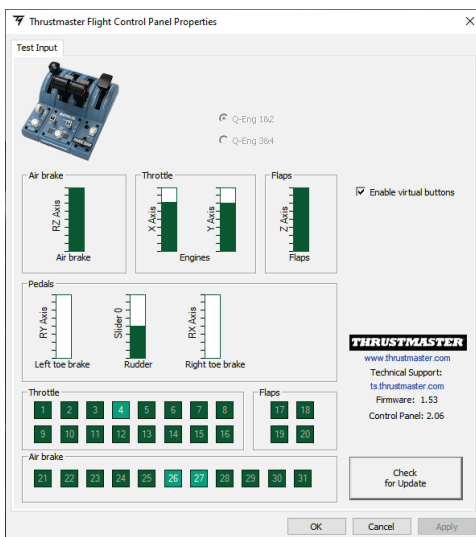 Thrustmaster Flight Control Panel Properties
Test Input
Q-Eng 1&2
Q-Eng 3&4
Air brake
RZ Axis
Air brake
Throttle
X Axis
Y Axis
Engines
Flaps
Z Axis
Flaps
Enable virtual buttons
Pedals
RY Axis
Left toe brake
Slider 0
Rudder
RX Axis
Right toe brake
THRUSTMASTER
www.thrustmaster.com
Technical Support:
ts.thrustmaster.com
Firmware: 1.53
Control Panel: 2.06
Throttle
1 2 3 4 5 6 7 8
9 10 11 12 13 14 15 16
Flaps
17 18
19 20
Air brake
21 22 23 24 25 26 27 28 29 30 31
Check
for Update
OK Cancel Apply